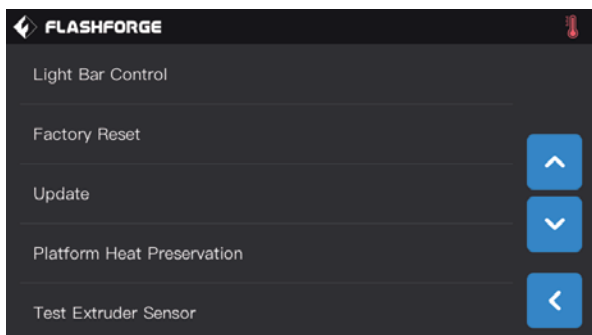 FLASHFORGE
Light Bar Control
Factory Reset
Update
Platform Heat Preservation
Test Extruder Sensor